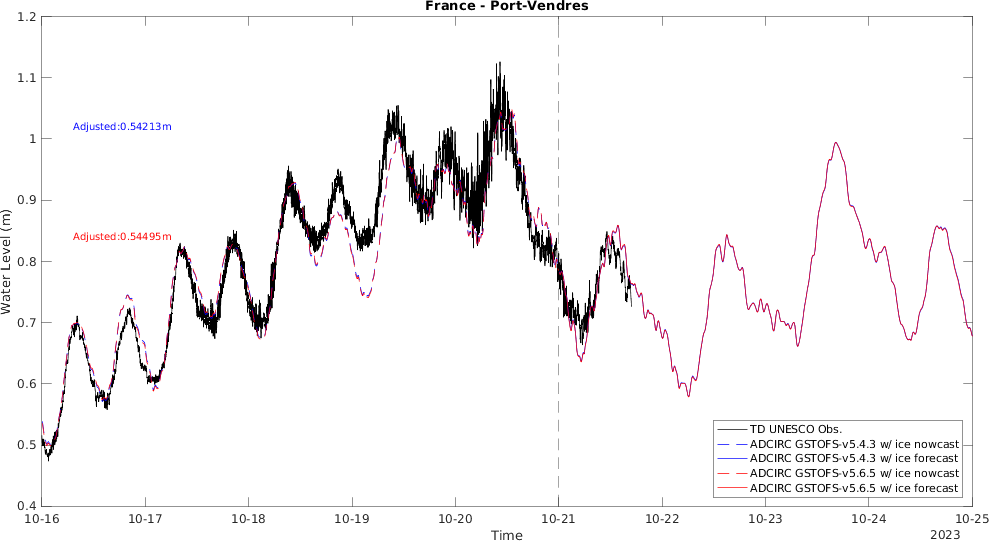 France - Port-Vendres
1.2
1.1
1
0.9
0.8
0.7
0.6
0.5
0.4
Water Level (m)
Adjusted:0.54213m
Adjusted:0.54495m
TD UNESCO Obs.
ADCIRC GSTOFS-v5.4.3 w/ ice nowcast
ADCIRC GSTOFS-v5.4.3 w/ ice forecast
ADCIRC GSTOFS-v5.6.5 w/ ice nowcast
ADCIRC GSTOFS-v5.6.5 w/ ice forecast
10-16 10-17 10-18 10-19 10-20 10-21 10-22 10-23 10-24 10-25
Time
2023